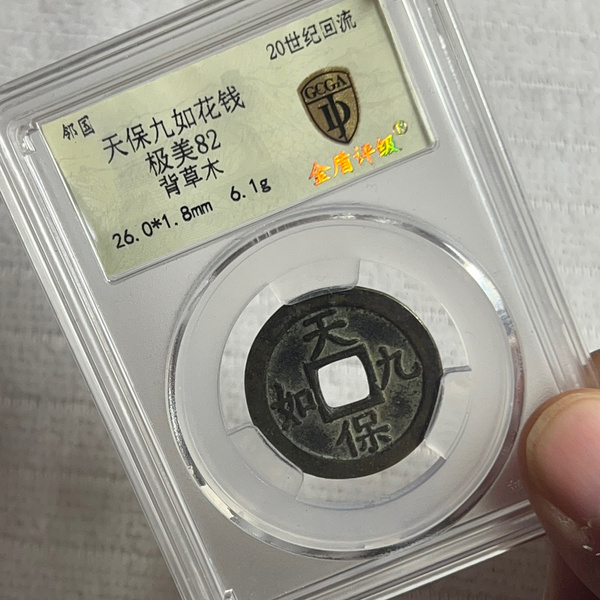 20世纪回流
邻国
天保九如花钱
极美82
背草木
26.0*1.8mm 6.1g
GCGA
金盾评级
天
九
如
保